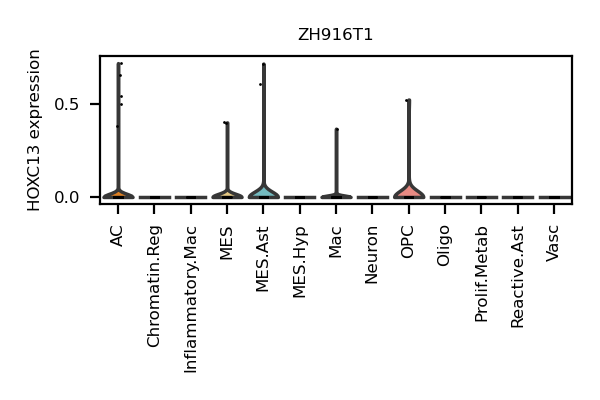 ZH916T1
HOXC13 expression
0.5
0.0
AC
Chromatin.Reg
Inflammatory.Mac
MES
MES.Ast
MES.Hyp
Mac
Neuron
OPC
Oligo
Prolif.Metab
Reactive.Ast
Vasc